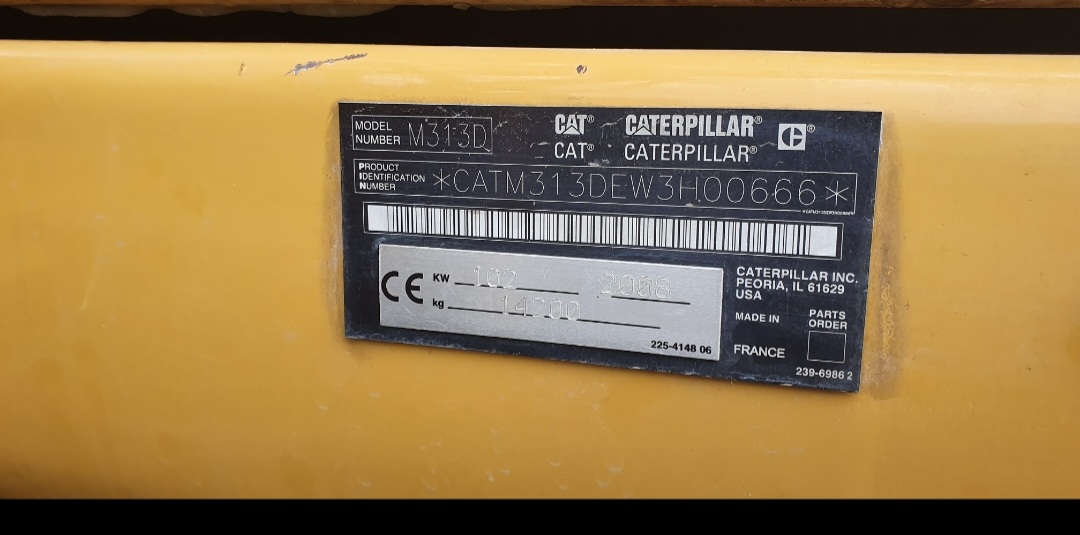 MODEL NUMBER M313D
CAT® CATERPILLAR®
CAT® CATERPILLAR®
PRODUCT IDENTIFICATION NUMBER *CATM313DEW3H00666*
CE KW 102 2008
kg 14200
225-4148 06
CATERPILLAR INC.
PEORIA, IL 61629
USA
MADE IN
FRANCE
PARTS
ORDER
239-6986 2